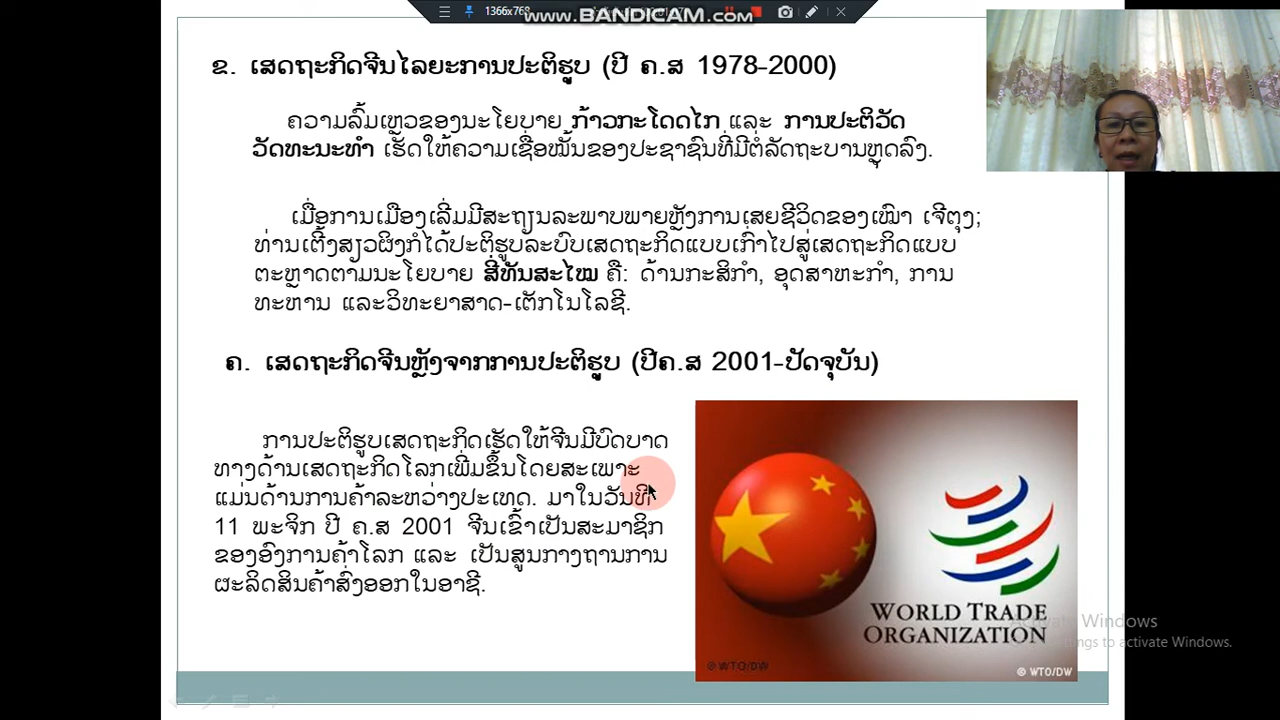 1366x768
www.BANDICAM.com
ຂ. ເສດຖະກິດຈີນໄລຍະການປະຕິຮູບ (ປີ ຄ.ສ 1978-2000)
ຄວາມລົ້ມເຫຼວຂອງນະໂຍບາຍ ກ້າວກະໂດດໄກ ແລະ ການປະຕິວັດ
ວັດທະນະທຳ ເຮັດໃຫ້ຄວາມເຊື່ອໝັ້ນຂອງປະຊາຊົນທີ່ມີຕໍ່ລັດຖະບານຫຼຸດລົງ.
ເມື່ອການເມືອງເລີ່ມມີສະຖຽນລະພາບພາຍຫຼັງການເສຍຊີວິດຂອງເໝົາ ເຈີຕຸງ;
ທ່ານເຕີ້ງສຽວຜິງກໍໄດ້ປະຕິຮູບລະບົບເສດຖະກິດແບບເກົ່າໄປສູ່ເສດຖະກິດແບບ
ຕະຫຼາດຕາມນະໂຍບາຍ ສີ່ທັນສະໄໝ ຄື: ດ້ານກະສິກຳ, ອຸດສາຫະກຳ, ການ
ທະຫານ ແລະວິທະຍາສາດ-ເຕັກໂນໂລຊີ.
ຄ. ເສດຖະກິດຈີນຫຼັງຈາກການປະຕິຮູບ (ປີຄ.ສ 2001-ປັດຈຸບັນ)
ການປະຕິຮູບເສດຖະກິດເຮັດໃຫ້ຈີນມີບົດບາດ
ທາງດ້ານເສດຖະກິດໂລກເພີ່ມຂຶ້ນໂດຍສະເພາະ
ແມ່ນດ້ານການຄ້າລະຫວ່າງປະເທດ. ມາໃນວັນທີ
11 ພະຈິກ ປີ ຄ.ສ 2001 ຈີນເຂົ້າເປັນສະມາຊິກ
ຂອງອົງການຄ້າໂລກ ແລະ ເປັນສູນກາງຖານການ
ຜະລິດສິນຄ້າສົ່ງອອກໃນອາຊີ.
WORLD TRADE
ORGANIZATION
© WTO/DW
© WTO/DW
Activate Windows
to activate Windows.